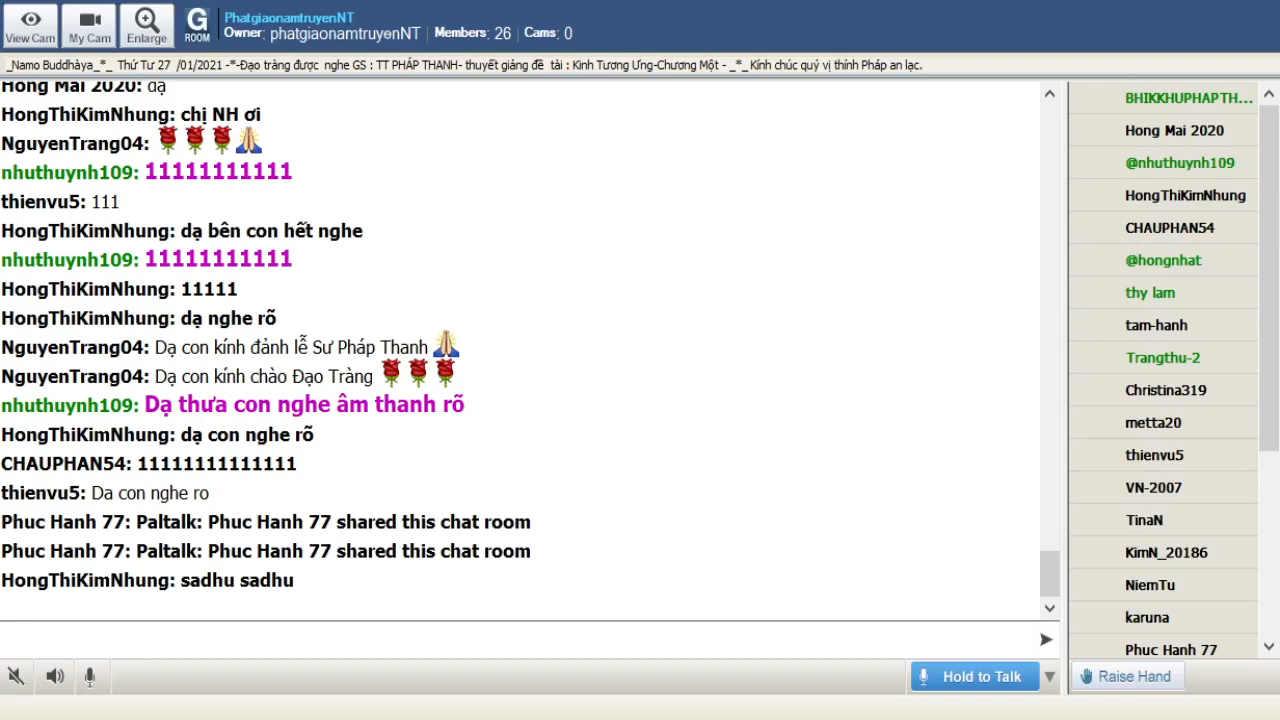 View Cam
My Cam
Enlarge
G
ROOM
PhatgiaonamtruyenNT
Owner: phatgiaonamtruyenNT | Members: 26 | Cams: 0
_Namo Buddhàya_*_ Thứ Tư 27 /01/2021 -*-Đạo tràng được nghe GS : TT PHÁP THANH- thuyết giảng đề tài : Kinh Tương Ưng-Chương Một - _*_Kính chúc quý vị thính Pháp an lạc.
Hong Mai 2020: dạ
HongThiKimNhung: chị NH ơi
NguyenTrang04:
nhuthuynh109: 11111111111
thienvu5: 111
HongThiKimNhung: dạ bên con hết nghe
nhuthuynh109: 11111111111
HongThiKimNhung: 11111
HongThiKimNhung: dạ nghe rõ
NguyenTrang04: Dạ con kính đảnh lễ Sư Pháp Thanh
NguyenTrang04: Dạ con kính chào Đạo Tràng
nhuthuynh109: Dạ thưa con nghe âm thanh rõ
HongThiKimNhung: dạ con nghe rõ
CHAUPHAN54: 11111111111111
thienvu5: Da con nghe ro
Phuc Hanh 77: Paltalk: Phuc Hanh 77 shared this chat room
Phuc Hanh 77: Paltalk: Phuc Hanh 77 shared this chat room
HongThiKimNhung: sadhu sadhu
Hold to Talk
BHIKKHUPHAPTH...
Hong Mai 2020
@nhuthuynh109
HongThiKimNhung
CHAUPHAN54
@hongnhat
thy lam
tam-hanh
Trangthu-2
Christina319
metta20
thienvu5
VN-2007
TinaN
KimN_20186
NiemTu
karuna
Phuc Hanh 77
Raise Hand